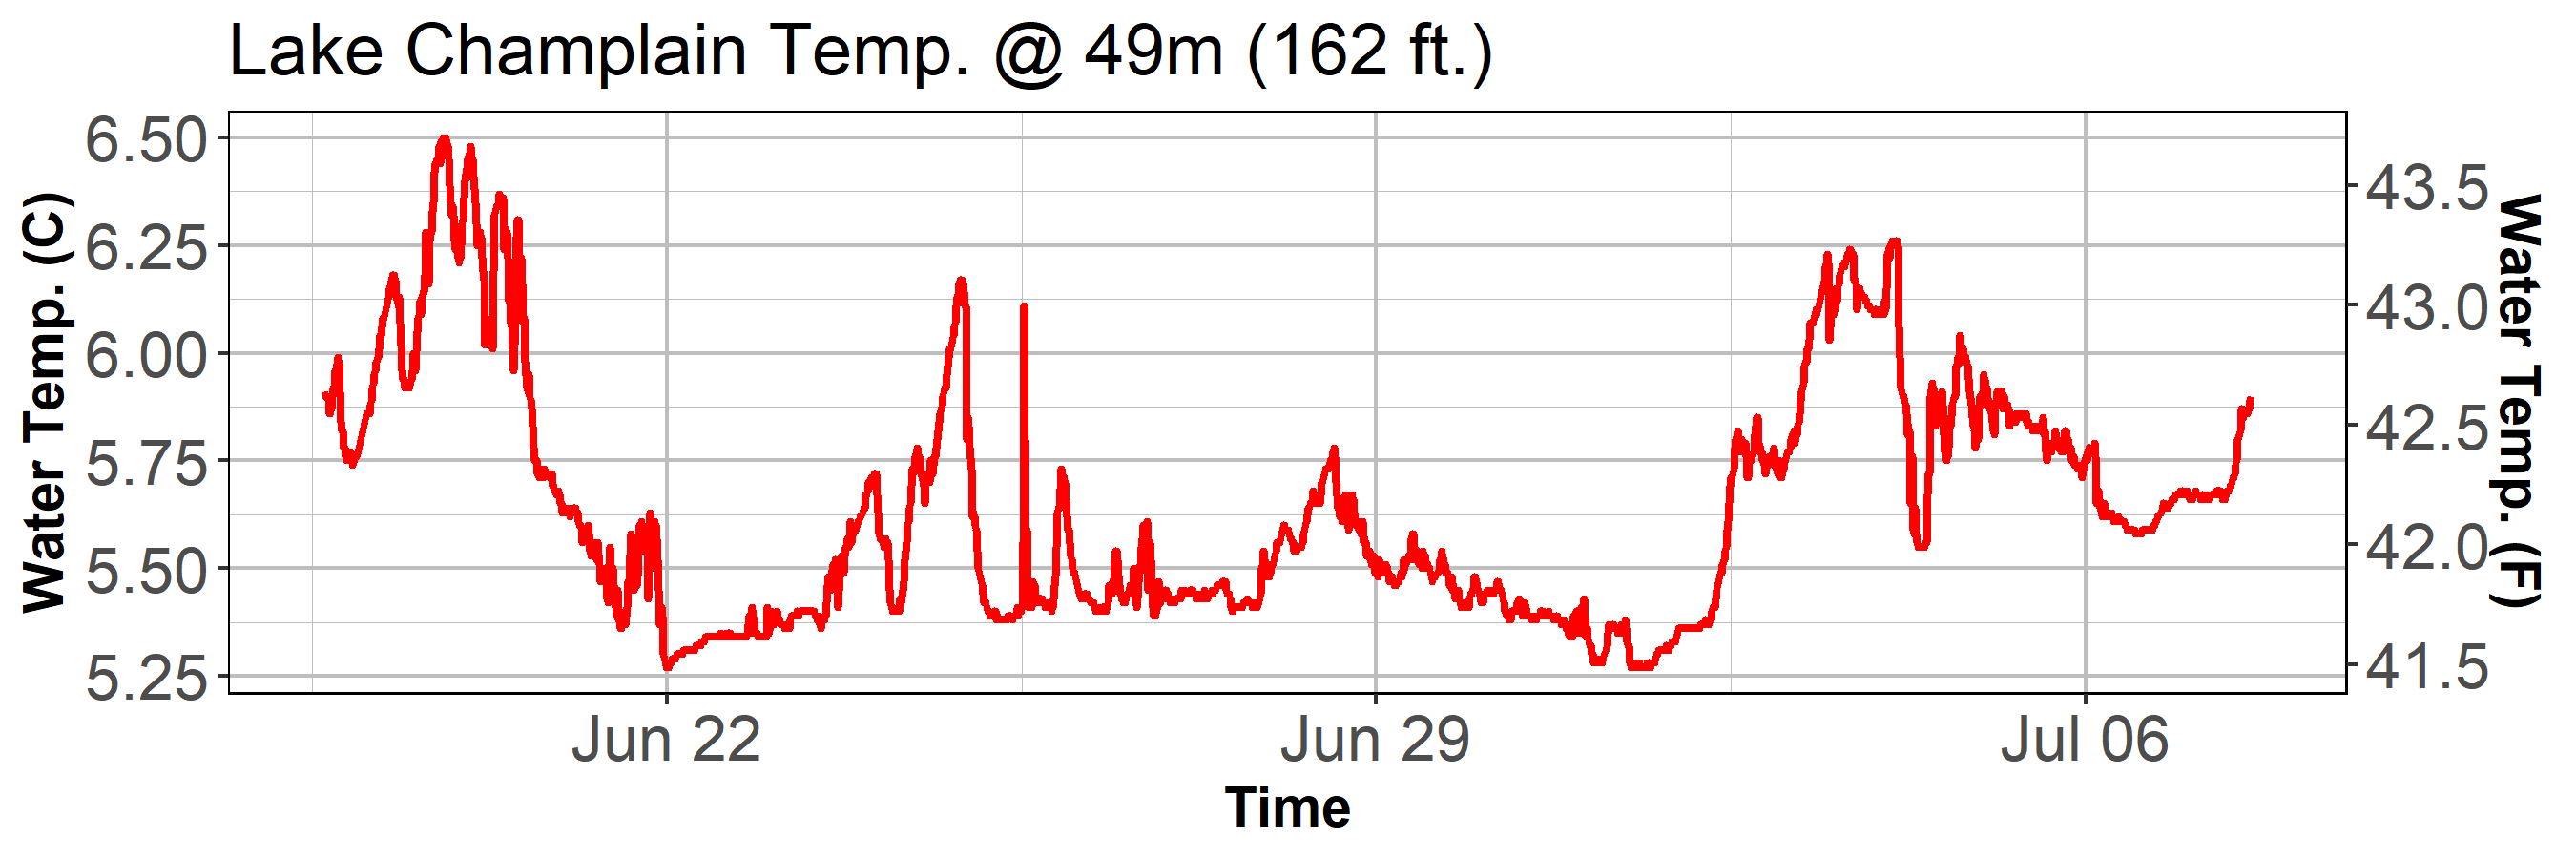 Lake Champlain Temp. @ 49m (162 ft.)
Water Temp. (C)
6.50
6.25
6.00
5.75
5.50
5.25
43.5
43.0
42.5
42.0
41.5
Water Temp. (F)
Jun 22
Jun 29
Jul 06
Time